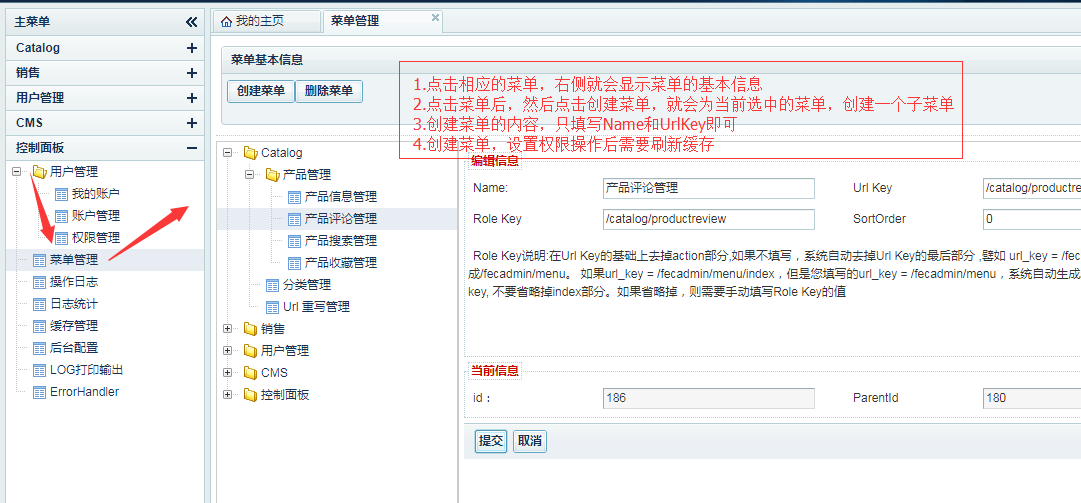 主菜单
Catalog
销售
用户管理
CMS
控制面板
用户管理
我的账户
账户管理
权限管理
菜单管理
操作日志
日志统计
缓存管理
后台配置
LOG打印输出
ErrorHandler
我的主页
菜单管理
菜单基本信息
创建菜单
删除菜单
1.点击相应的菜单，右侧就会显示菜单的基本信息
2.点击菜单后，然后点击创建菜单，就会为当前选中的菜单，创建一个子菜单
3.创建菜单的内容，只填写Name和UrlKey即可
4.创建菜单，设置权限操作后需要刷新缓存
Catalog
产品管理
产品信息管理
产品评论管理
产品搜索管理
产品收藏管理
分类管理
Url 重写管理
销售
用户管理
CMS
控制面板
编辑信息
Name:
产品评论管理
Url Key
/catalog/productre
Role Key
/catalog/productreview
SortOrder
0
Role Key说明:在Url Key的基础上去掉action部分,如果不填写，系统自动去掉Url Key的最后部分 ,譬如 url_key = /fec
成/fecadmin/menu。 如果url_key = /fecadmin/menu/index，但是您填写的url_key = /fecadmin/menu，系统自动生成
key, 不要省略掉index部分。如果省略掉，则需要手动填写Role Key的值
当前信息
id：
186
ParentId
180
提交
取消